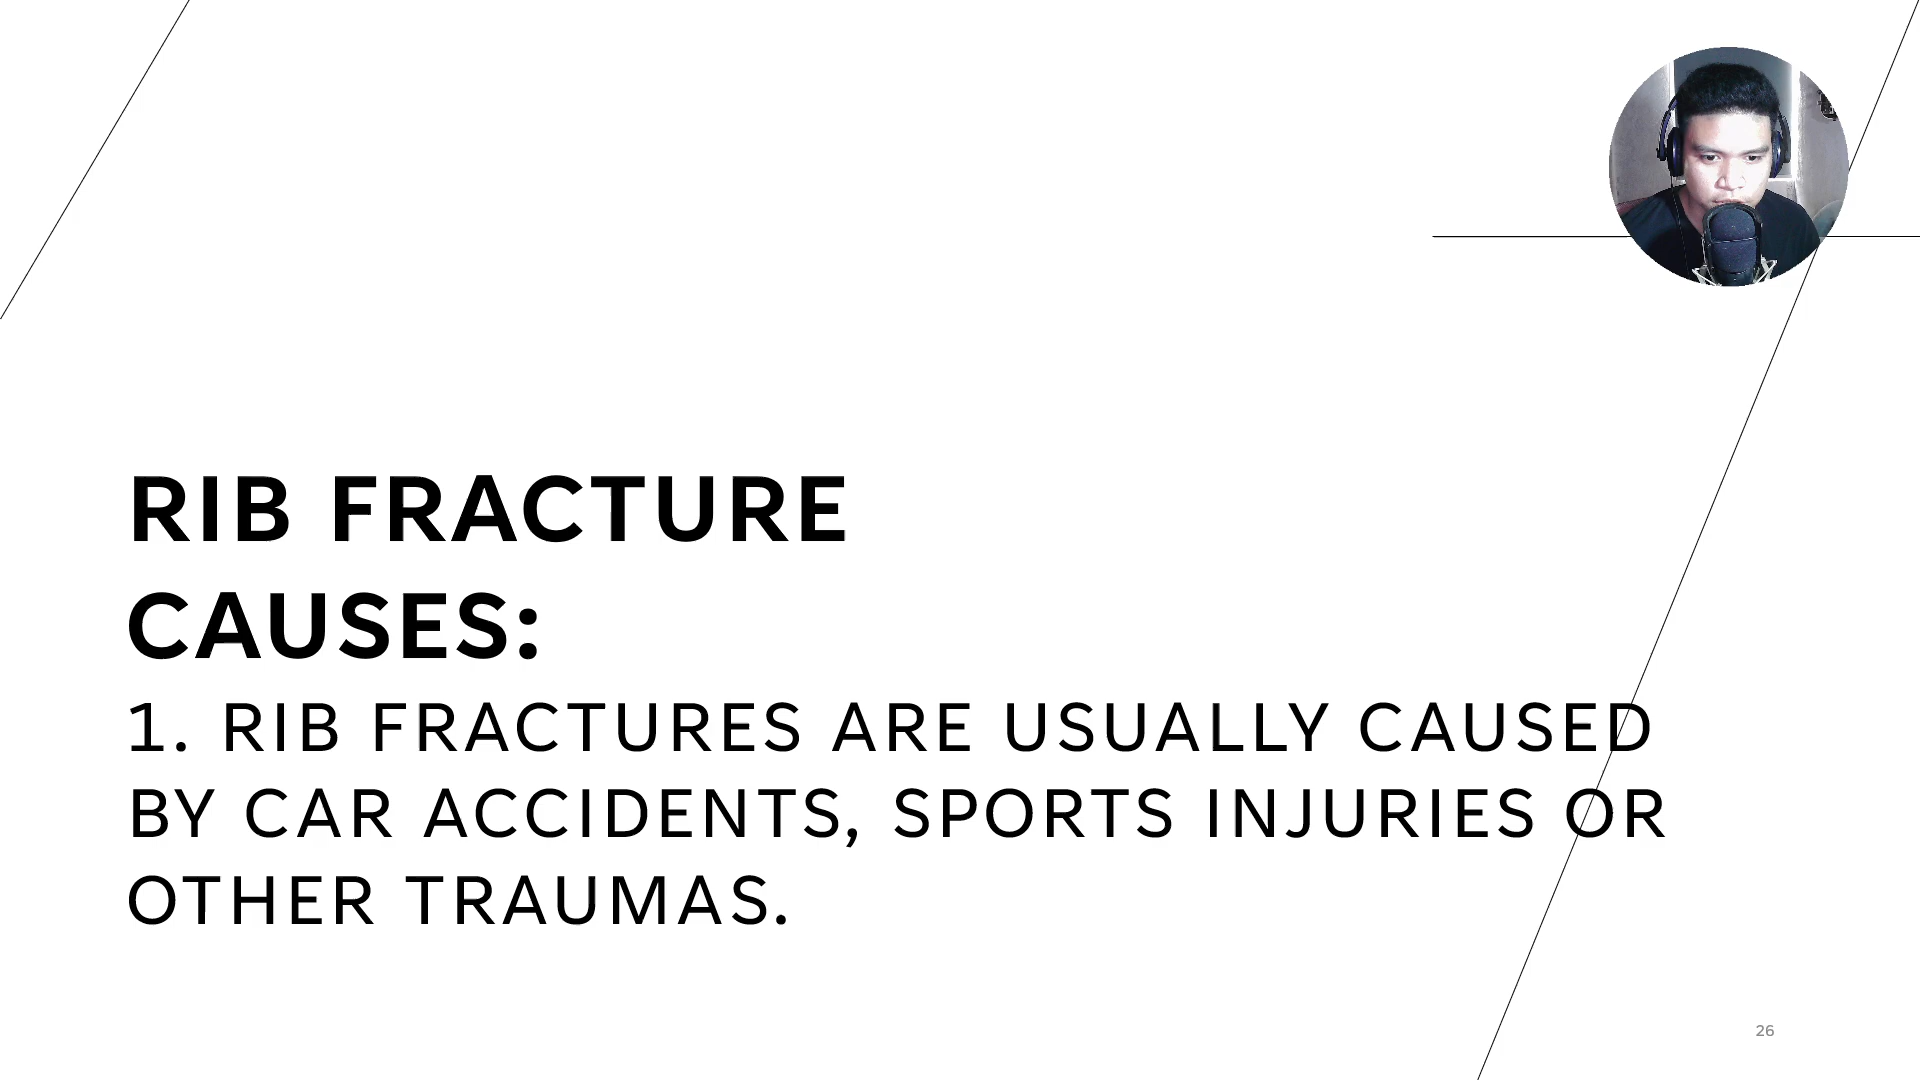 RIB FRACTURE
CAUSES:
1. RIB FRACTURES ARE USUALLY CAUSED
BY CAR ACCIDENTS, SPORTS INJURIES OR
OTHER TRAUMAS.
26